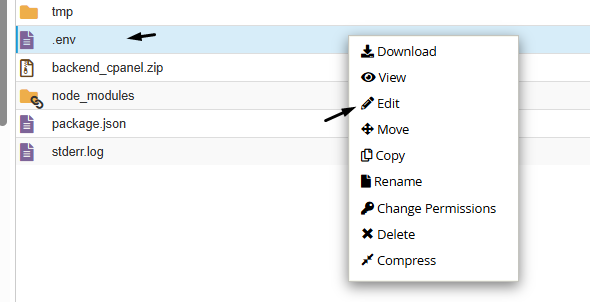 tmp
.env
backend_cpanel.zip
node_modules
package.json
stderr.log
Download
View
Edit
Move
Copy
Rename
Change Permissions
Delete
Compress